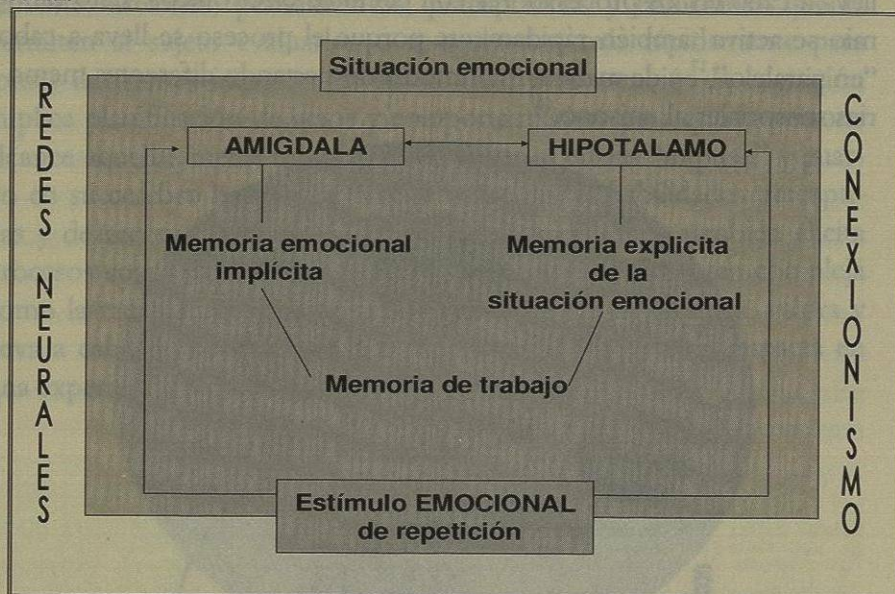 Situación emocional
REDES NEURALES
CONEXIONISMO
AMIGDALA
HIPOTALAMO
Memoria emocional
implícita
Memoria explicita
de la
situación emocional
Memoria de trabajo
Estímulo EMOCIONAL
de repetición